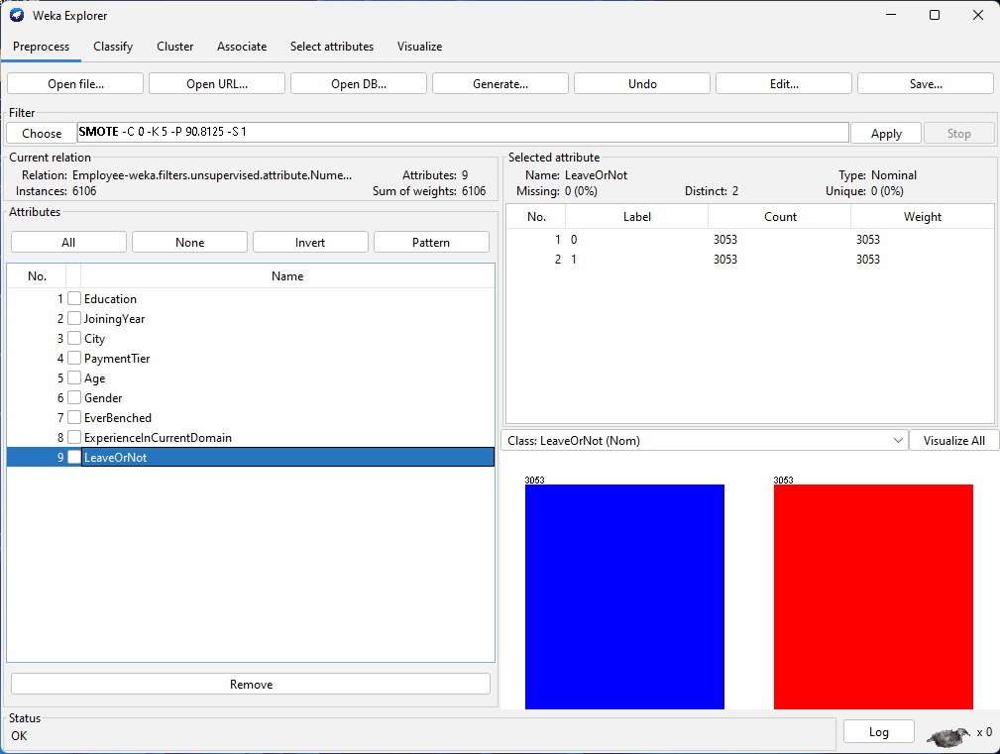 Weka Explorer
Preprocess Classify Cluster Associate Select attributes Visualize
Open file... Open URL... Open DB... Generate... Undo Edit... Save...
Filter
Choose SMOTE -C 0 -K 5 -P 90.8125 -S 1 Apply Stop
Current relation
Relation: Employee-weka.filters.unsupervised.attribute.Nume... Attributes: 9
Instances: 6106 Sum of weights: 6106
Attributes
All None Invert Pattern
No. Name
1 Education
2 JoiningYear
3 City
4 PaymentTier
5 Age
6 Gender
7 EverBenched
8 ExperienceInCurrentDomain
9 LeaveOrNot
Remove
Selected attribute
Name: LeaveOrNot Type: Nominal
Missing: 0 (0%) Distinct: 2 Unique: 0 (0%)
No. Label Count Weight
1 0 3053 3053
2 1 3053 3053
Class: LeaveOrNot (Nom) Visualize All
3053 3053
Status
OK Log x 0